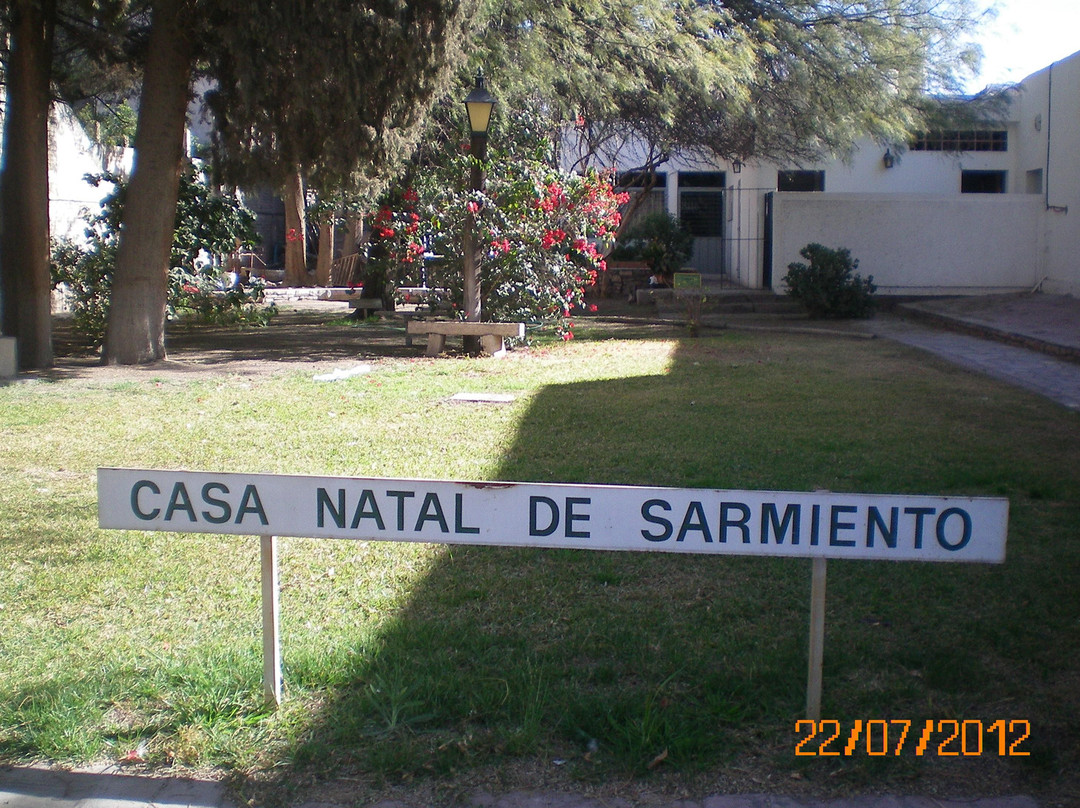 CASA NATAL DE SARMIENTO
22/07/2012